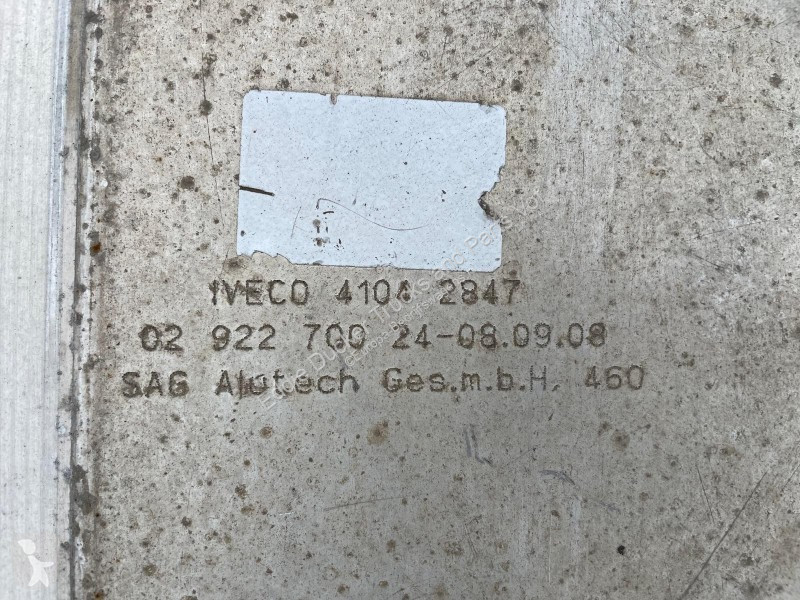 IVECO 4104 2847
02 922 700 24-08.09.08
SAG Alutech Ges.m.b.H. 460